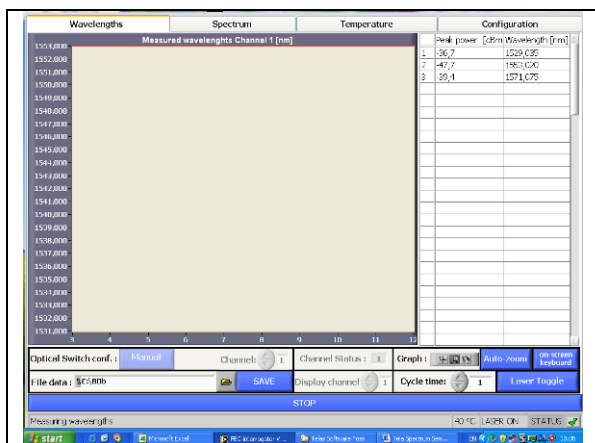 Wavelengths Spectrum Temperature Configuration
Measured wavelenghts Channel 1 [nm]
Peak power [dBm Wavelength [nm]
1 -36,7 1529,035
2 -47,7 1553,020
3 -39,4 1571,075
1553,000
1552,000
1551,000
1550,000
1549,000
1548,000
1547,000
1546,000
1545,000
1544,000
1543,000
1542,000
1541,000
1540,000
1539,000
1538,000
1537,000
1536,000
1535,000
1534,000
1533,000
1532,000
1531,000
3 4 5 6 7 8 9 10 11 12
Optical Switch conf. : Manual Channel: 1 Channel Status : 1 Graph : Auto zoom on screen keyboard
File data : SAVE Display channel 1 Cycle time: 1 Laser Toggle
STOP
Measuring wavelengths 40 °C LASER ON STATUS
start Microsoft Excel